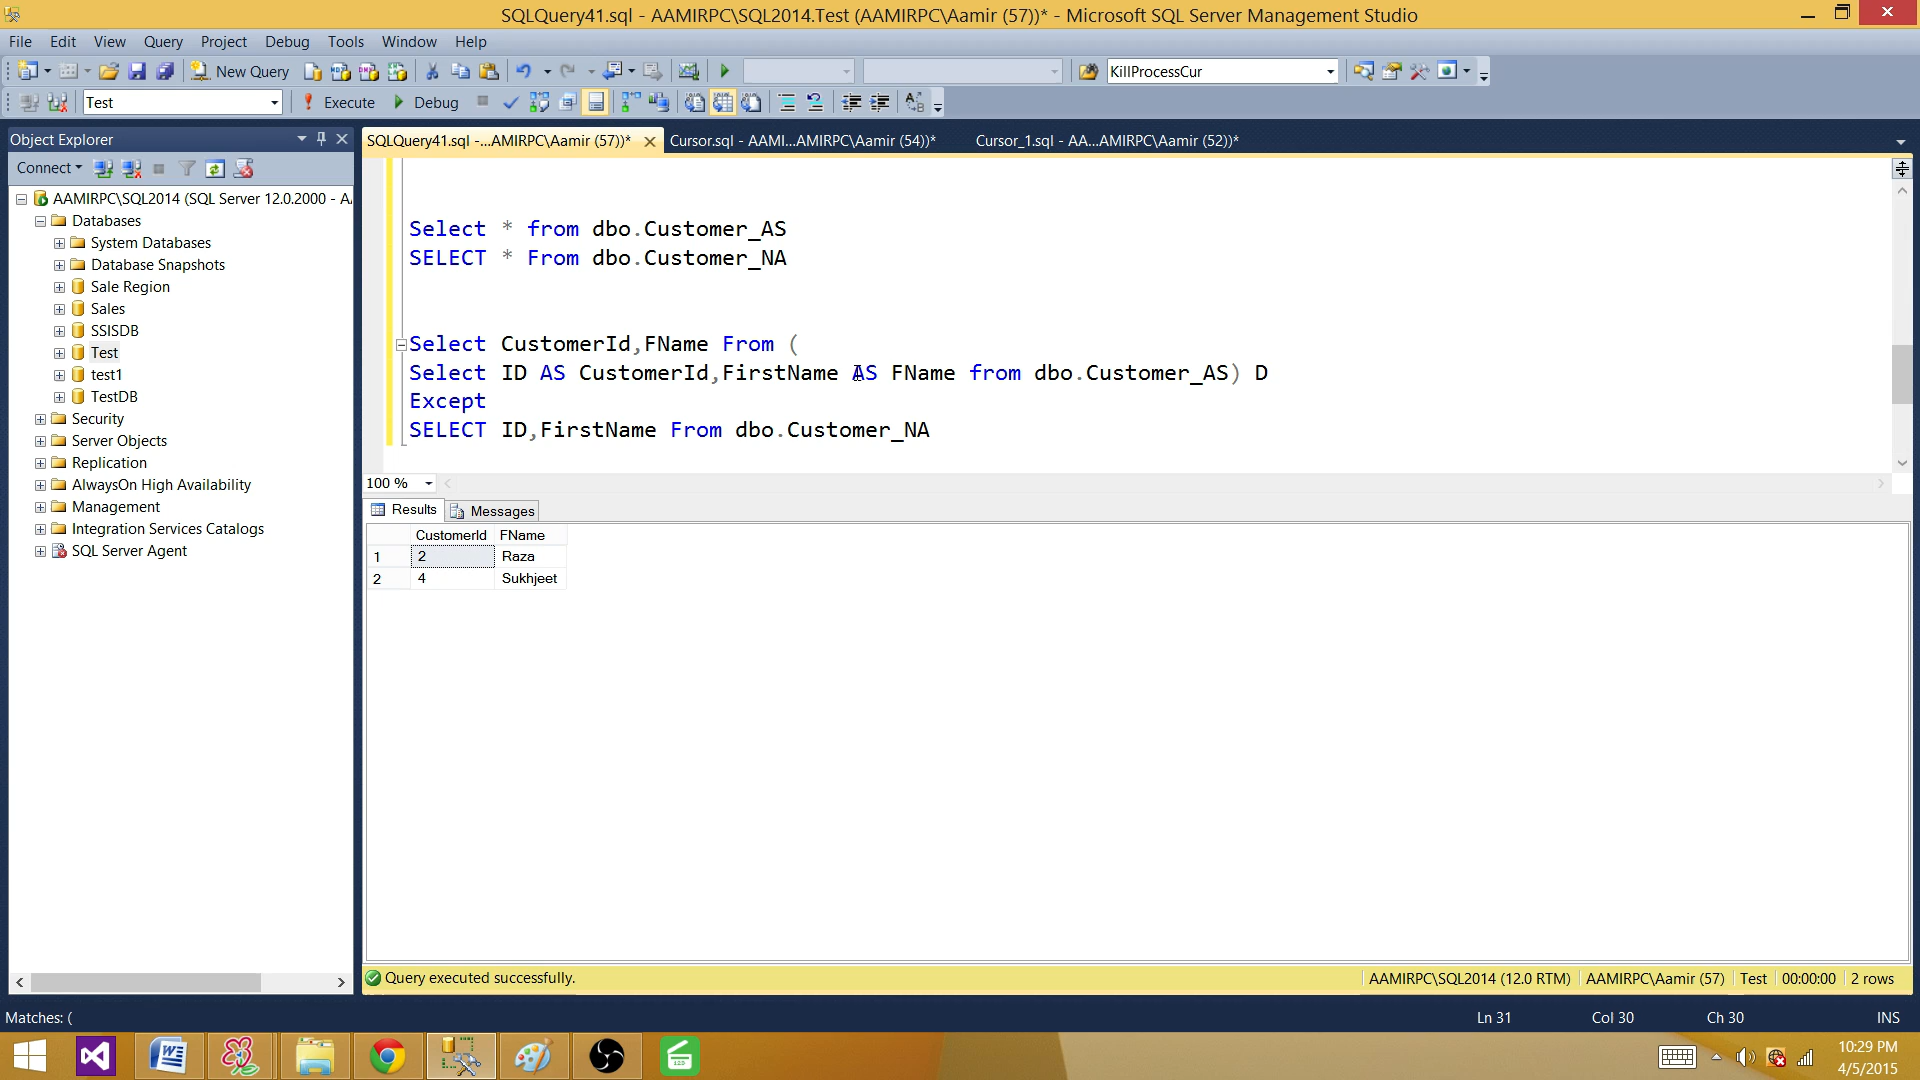 SQLQuery41.sql - AAMIRPC\SQL2014.Test (AAMIRPC\Aamir (57))* - Microsoft SQL Server Management Studio
File Edit View Query Project Debug Tools Window Help
New Query KillProcessCur
Test Execute Debug
Object Explorer
Connect
AAMIRPC\SQL2014 (SQL Server 12.0.2000 - A
Databases
System Databases
Database Snapshots
Sale Region
Sales
SSISDB
Test
test1
TestDB
Security
Server Objects
Replication
AlwaysOn High Availability
Management
Integration Services Catalogs
SQL Server Agent
SQLQuery41.sql -...AMIRPC\Aamir (57))* Cursor.sql - AAMI...AMIRPC\Aamir (54))* Cursor_1.sql - AA...AMIRPC\Aamir (52))*
Select * from dbo.Customer_AS
SELECT * From dbo.Customer_NA
Select CustomerId,FName From (
Select ID AS CustomerId,FirstName AS FName from dbo.Customer_AS) D
Except
SELECT ID,FirstName From dbo.Customer_NA
100 %
Results Messages
CustomerId FName
1 2 Raza
2 4 Sukhjeet
Query executed successfully. AAMIRPC\SQL2014 (12.0 RTM) AAMIRPC\Aamir (57) Test 00:00:00 2 rows
Matches: ( Ln 31 Col 30 Ch 30 INS
10:29 PM
4/5/2015